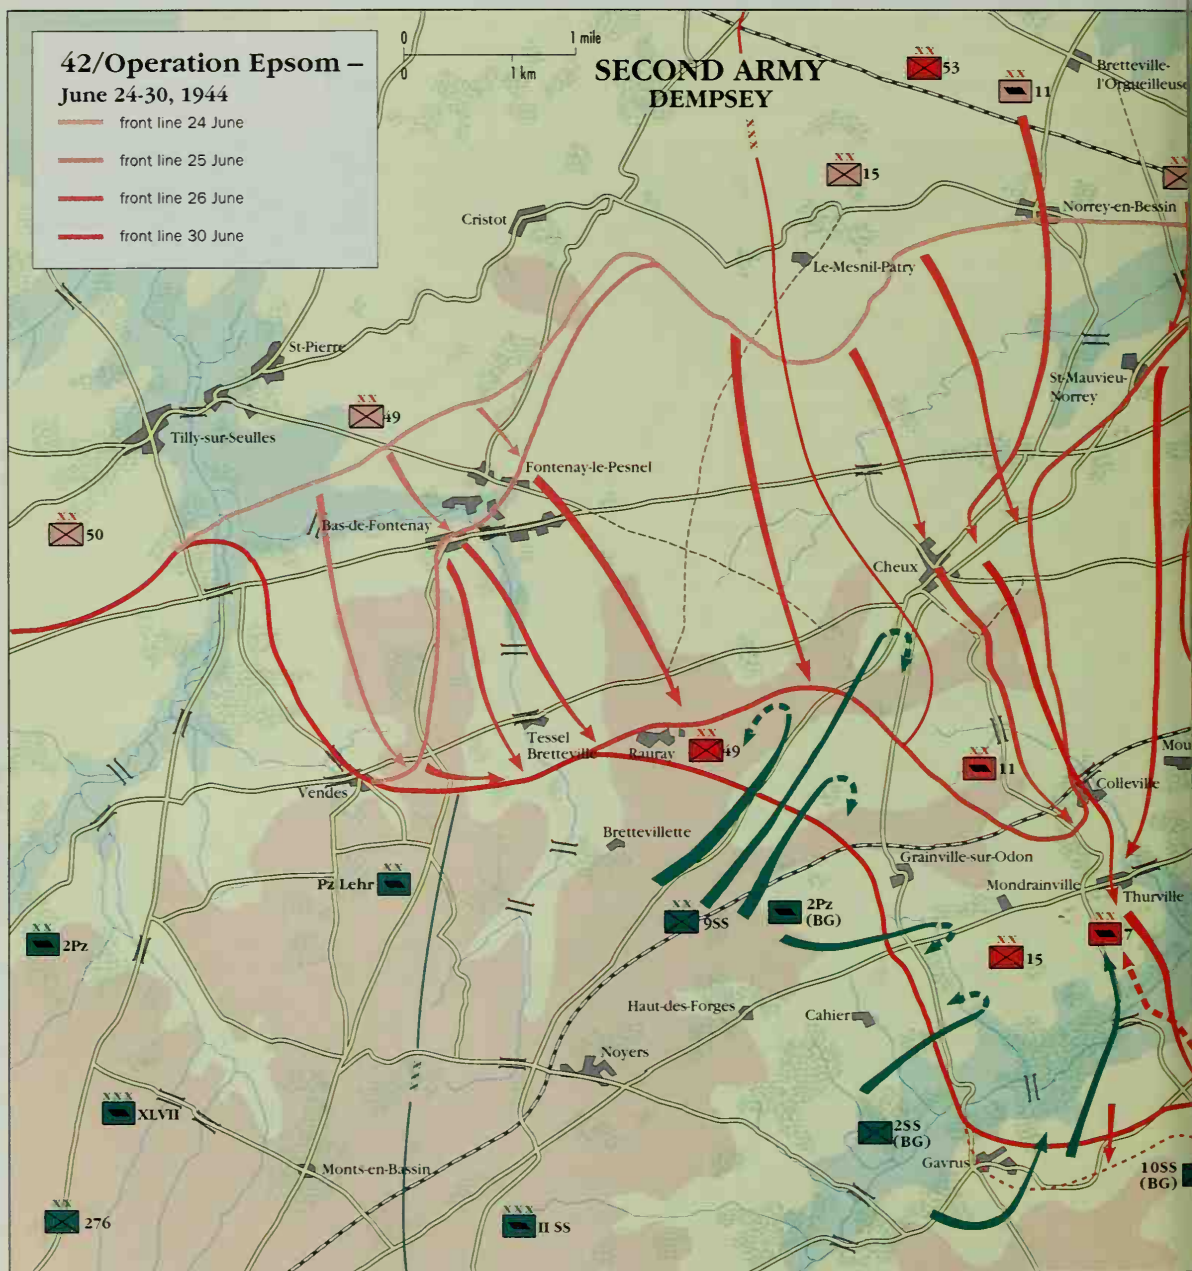 42/Operation Epsom –
June 24-30, 1944
front line 24 June
front line 25 June
front line 26 June
front line 30 June
0 1 mile
0 1 km
SECOND ARMY
DEMPSEY
XX
53
XX
11
Bretteville-
l'Orgueilleuse
XXX
XX
15
XX
Cristot
Norrey-en-Bessin
Le-Mesnil-Patry
St-Pierre
St-Mauvieu-
Norrey
XX
49
Tilly-sur-Seulles
Fontenay-le-Pesnel
XX
50
Bas-de-Fontenay
Cheux
Tessel
Bretteville
Rauray
XX
49
XX
11
Mou
Vendes
Colleville
Brettevillette
Grainville-sur-Odon
XX
Pz Lehr
Mondrainville
Thurville
XX
2Pz
XX
9SS
2Pz
(BG)
XX
7
XX
15
Haut-des-Forges
Cahier
Noyers
XXX
XXX
XLVII
2SS
(BG)
Gavrus
Monts-en-Bassin
10SS
(BG)
XX
276
XXX
II SS